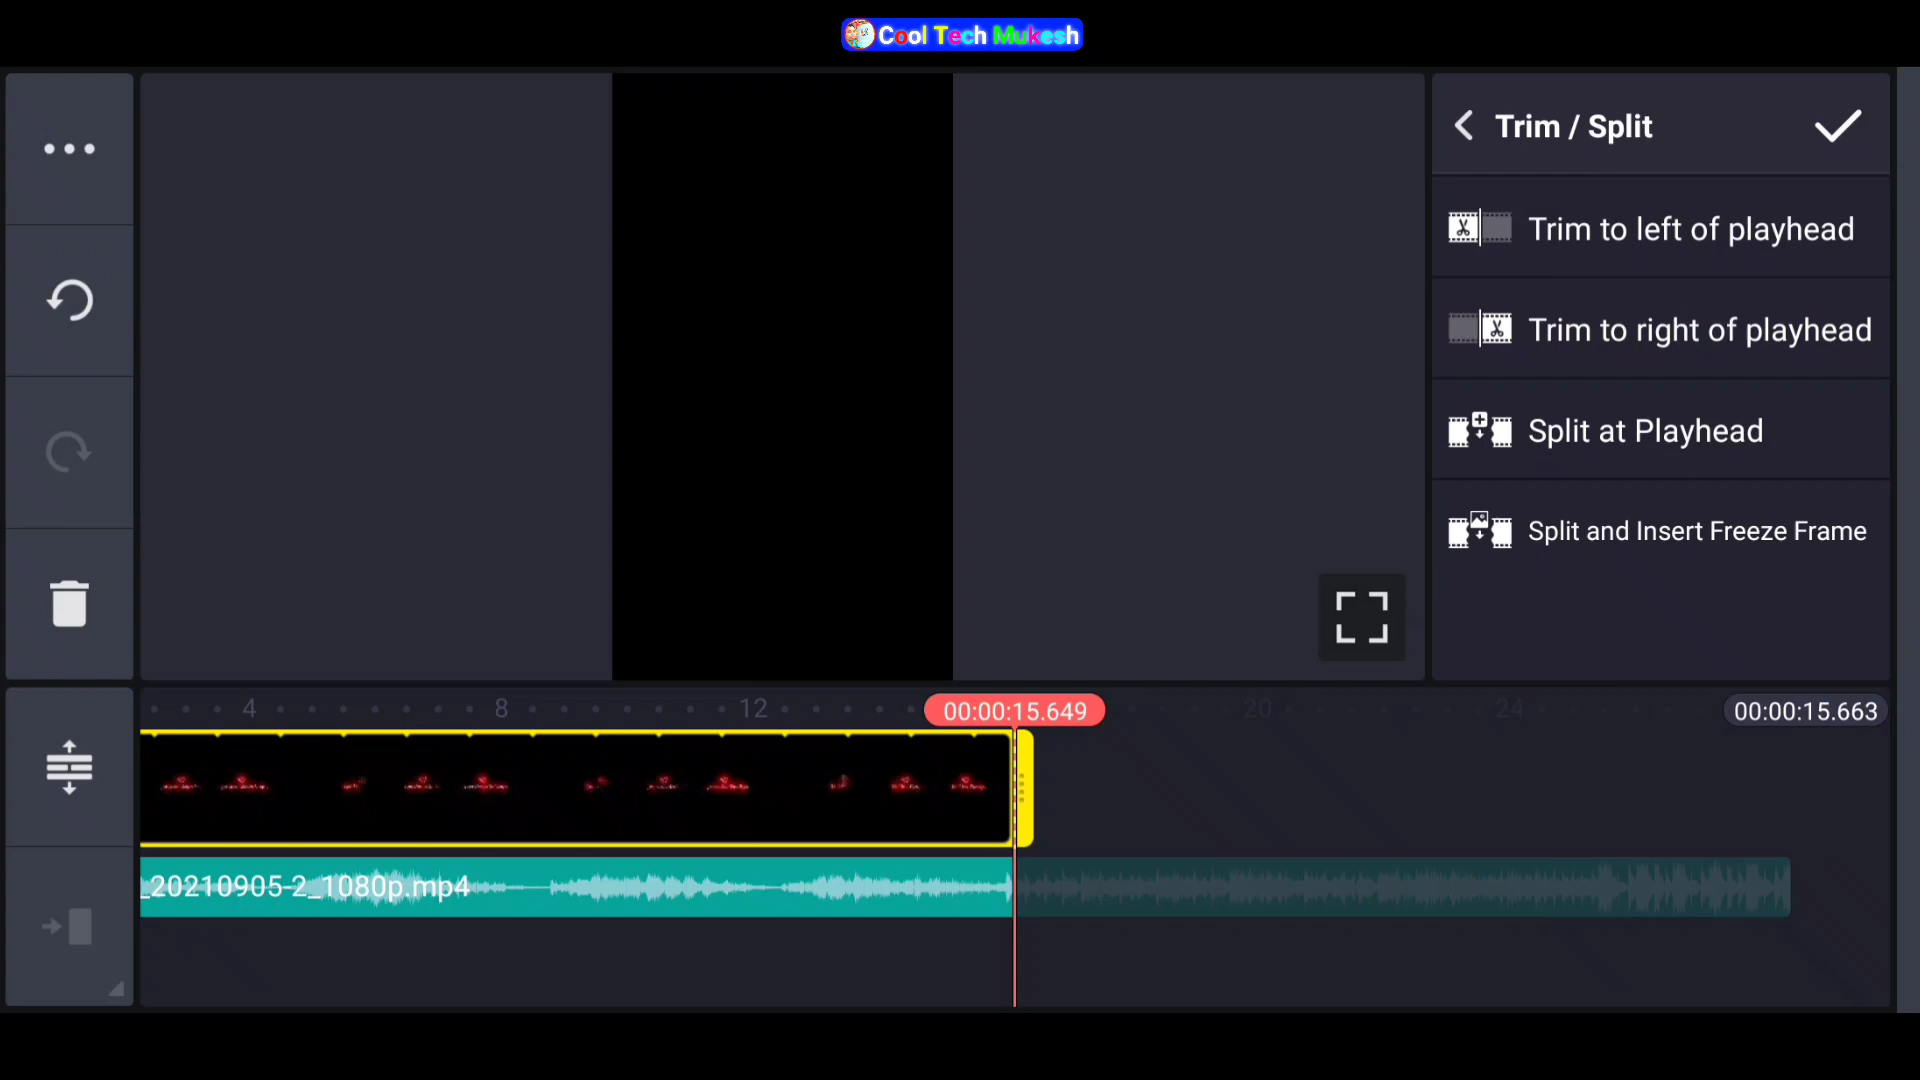 Cool Tech Mukesh
Trim / Split
Trim to left of playhead
Trim to right of playhead
Split at Playhead
Split and Insert Freeze Frame
4 8 12 00:00:15.649 20 24 00:00:15.663
_20210905-2_1080p.mp4